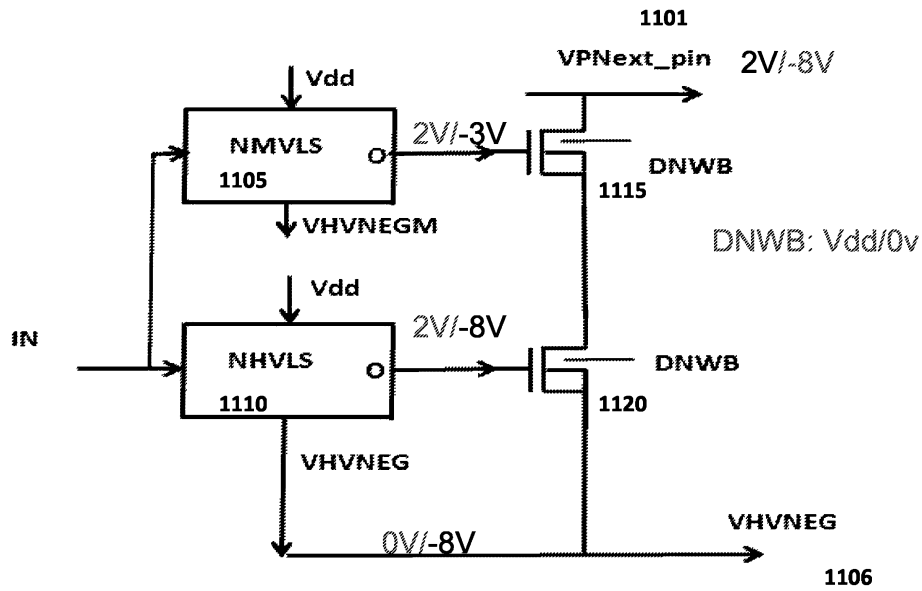 1101
VPNext_pin 2V/-8V
Vdd
NMVLS
O
1105
2V/-3V
DNWB
1115
VHVNEGM
DNWB: Vdd/0v
Vdd
IN
NHVLS
O
1110
2V/-8V
DNWB
1120
VHVNEG
0V/-8V
VHVNEG
1106